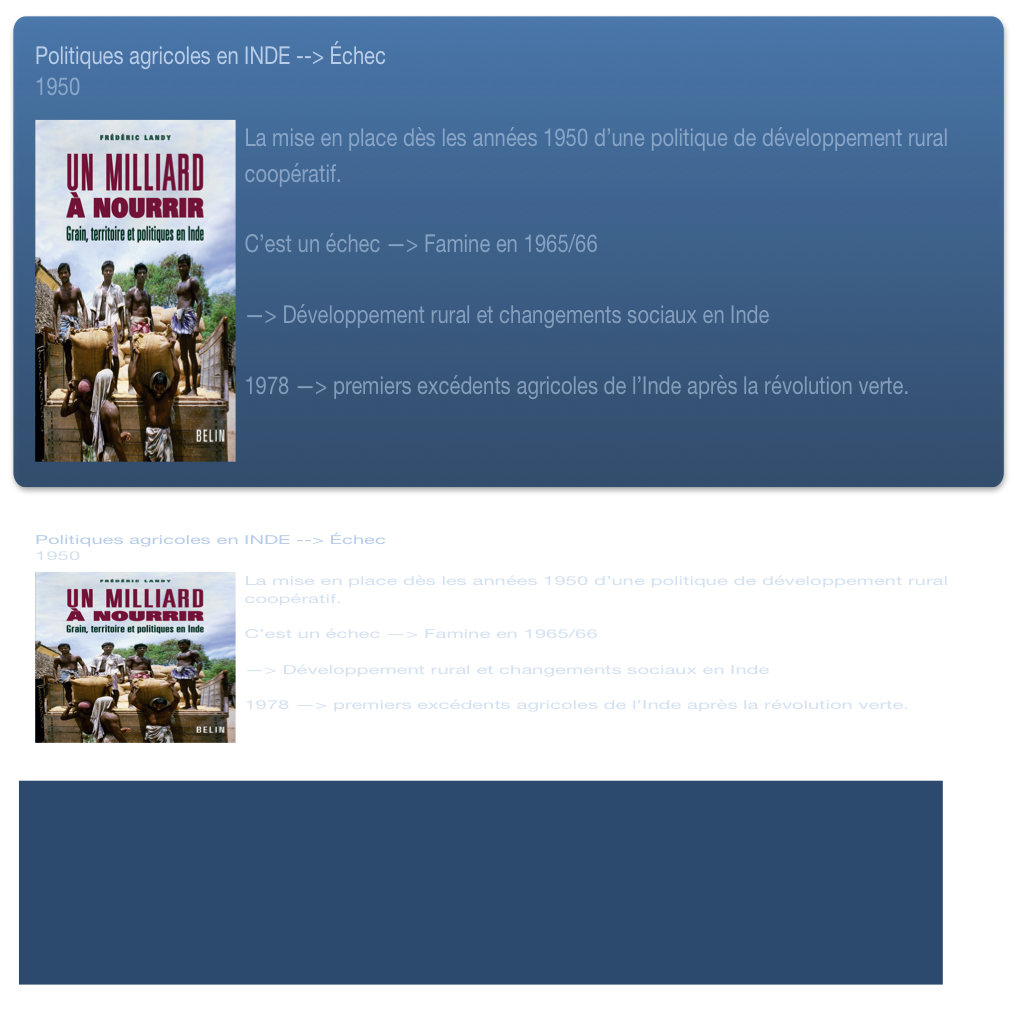 Politiques agricoles en INDE --> Échec
1950
FRÉDÉRIC LANDY
UN MILLIARD
À NOURRIR
Grain, territoire et politiques en Inde
BELIN
La mise en place dès les années 1950 d’une politique de développement rural
coopératif.
C’est un échec —> Famine en 1965/66
—> Développement rural et changements sociaux en Inde
1978 —> premiers excédents agricoles de l’Inde après la révolution verte.
Politiques agricoles en INDE --> Échec
1950
FRÉDÉRIC LANDY
UN MILLIARD
À NOURRIR
Grain, territoire et politiques en Inde
BELIN
La mise en place dès les années 1950 d’une politique de développement rural
coopératif.
C’est un échec —> Famine en 1965/66
—> Développement rural et changements sociaux en Inde
1978 —> premiers excédents agricoles de l’Inde après la révolution verte.